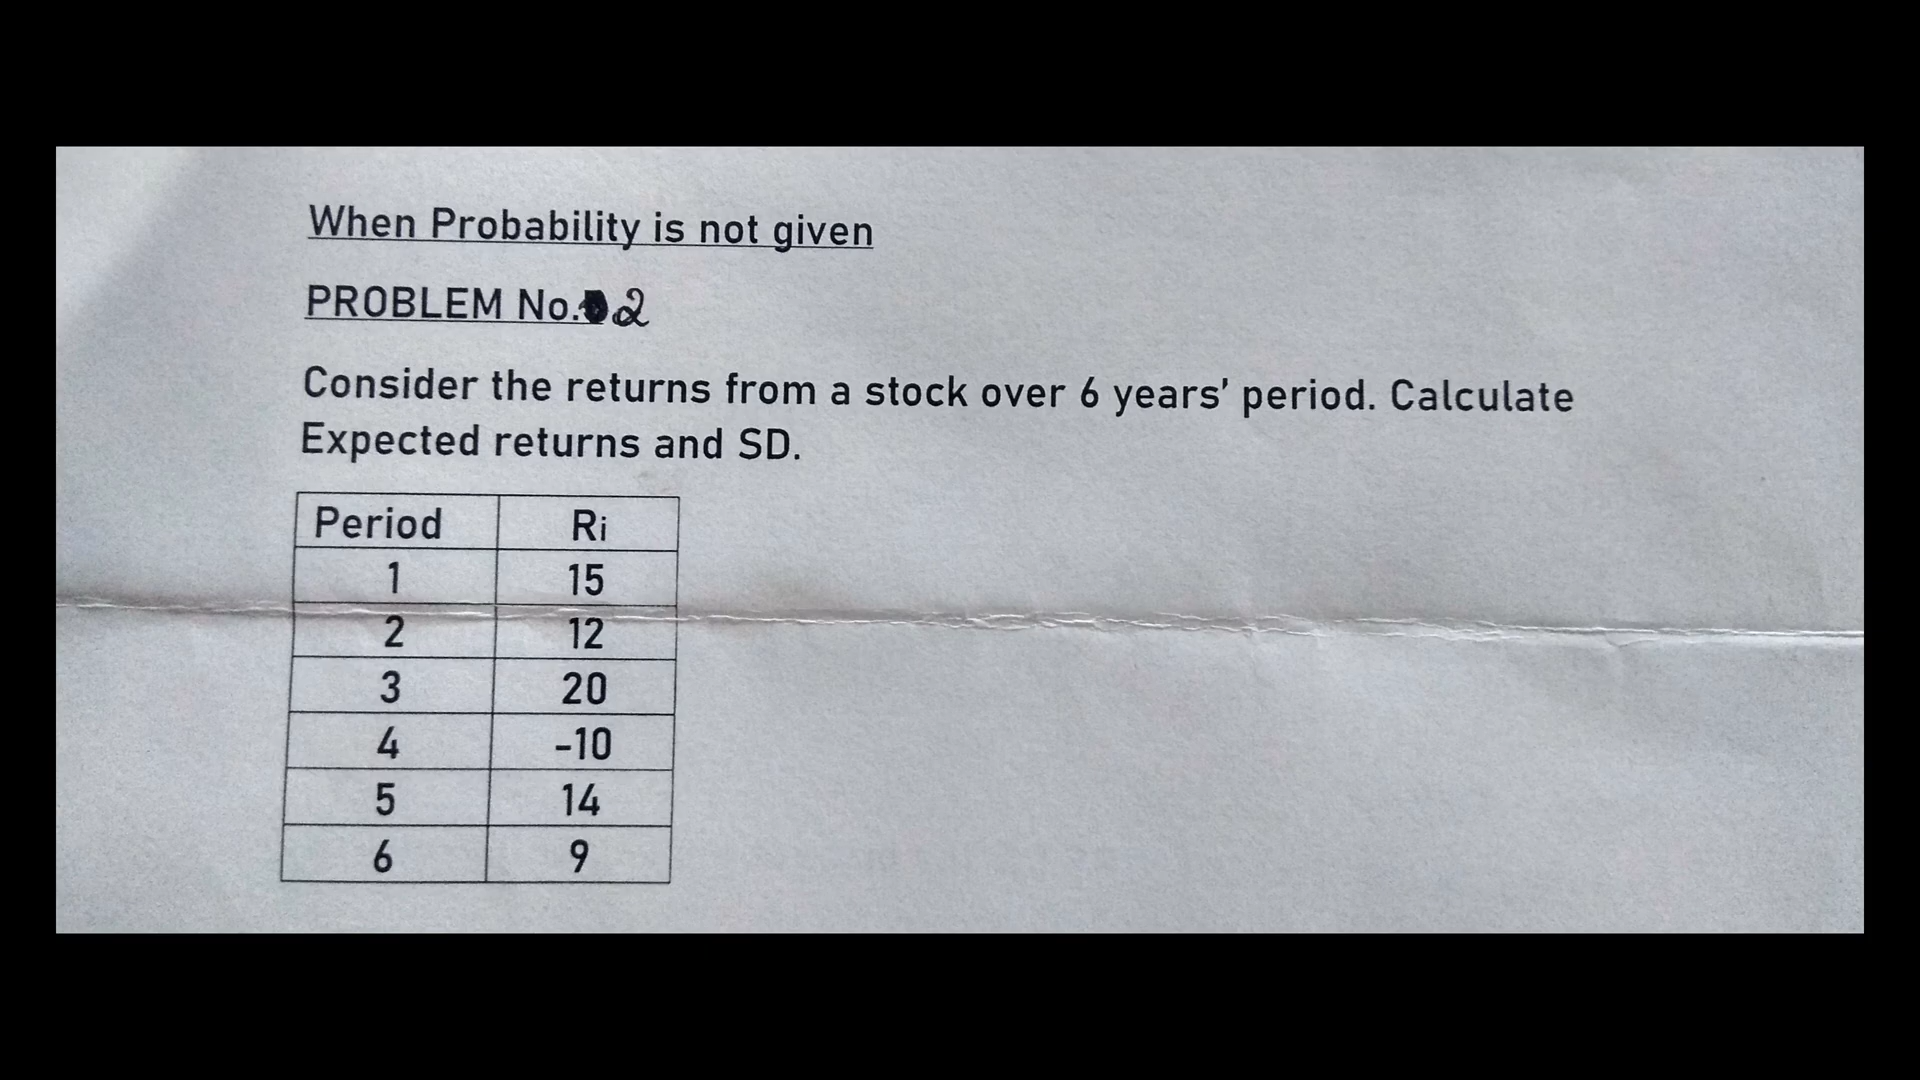 When Probability is not given
PROBLEM No. 2
Consider the returns from a stock over 6 years' period. Calculate
Expected returns and SD.
Period Ri
1 15
2 12
3 20
4 -10
5 14
6 9